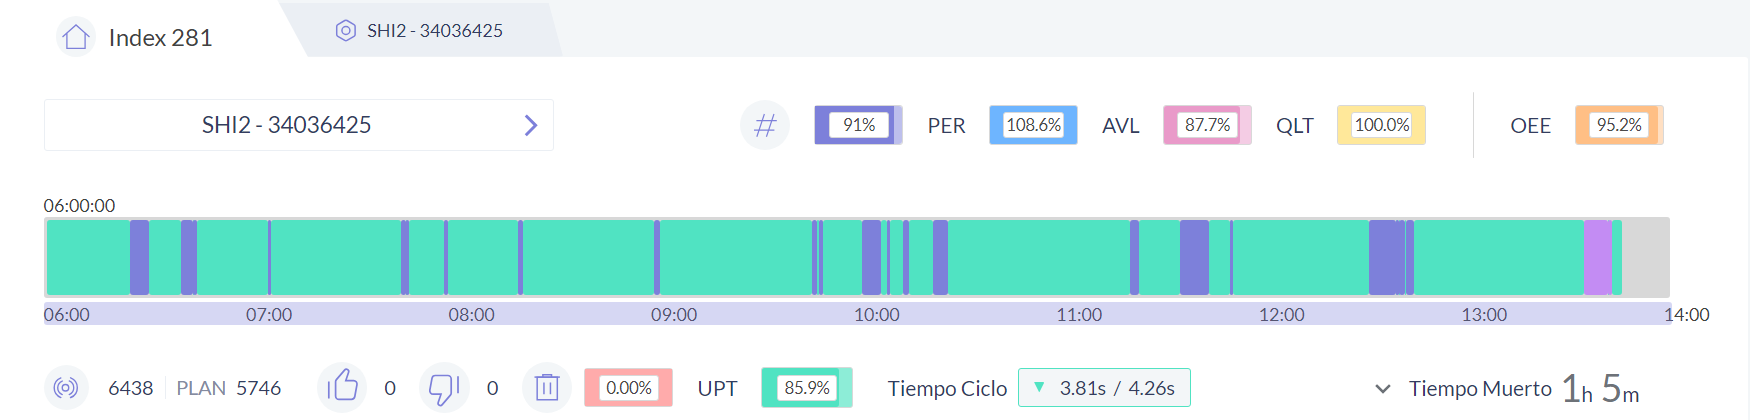 Index 281
SHI2 - 34036425
SHI2 - 34036425
91% PER 108.6% AVL 87.7% QLT 100.0% OEE 95.2%
06:00:00
06:00 07:00 08:00 09:00 10:00 11:00 12:00 13:00 14:00
6438 PLAN 5746 0 0 0.00% UPT 85.9% Tiempo Ciclo ▼ 3.81s / 4.26s Tiempo Muerto 1h 5m